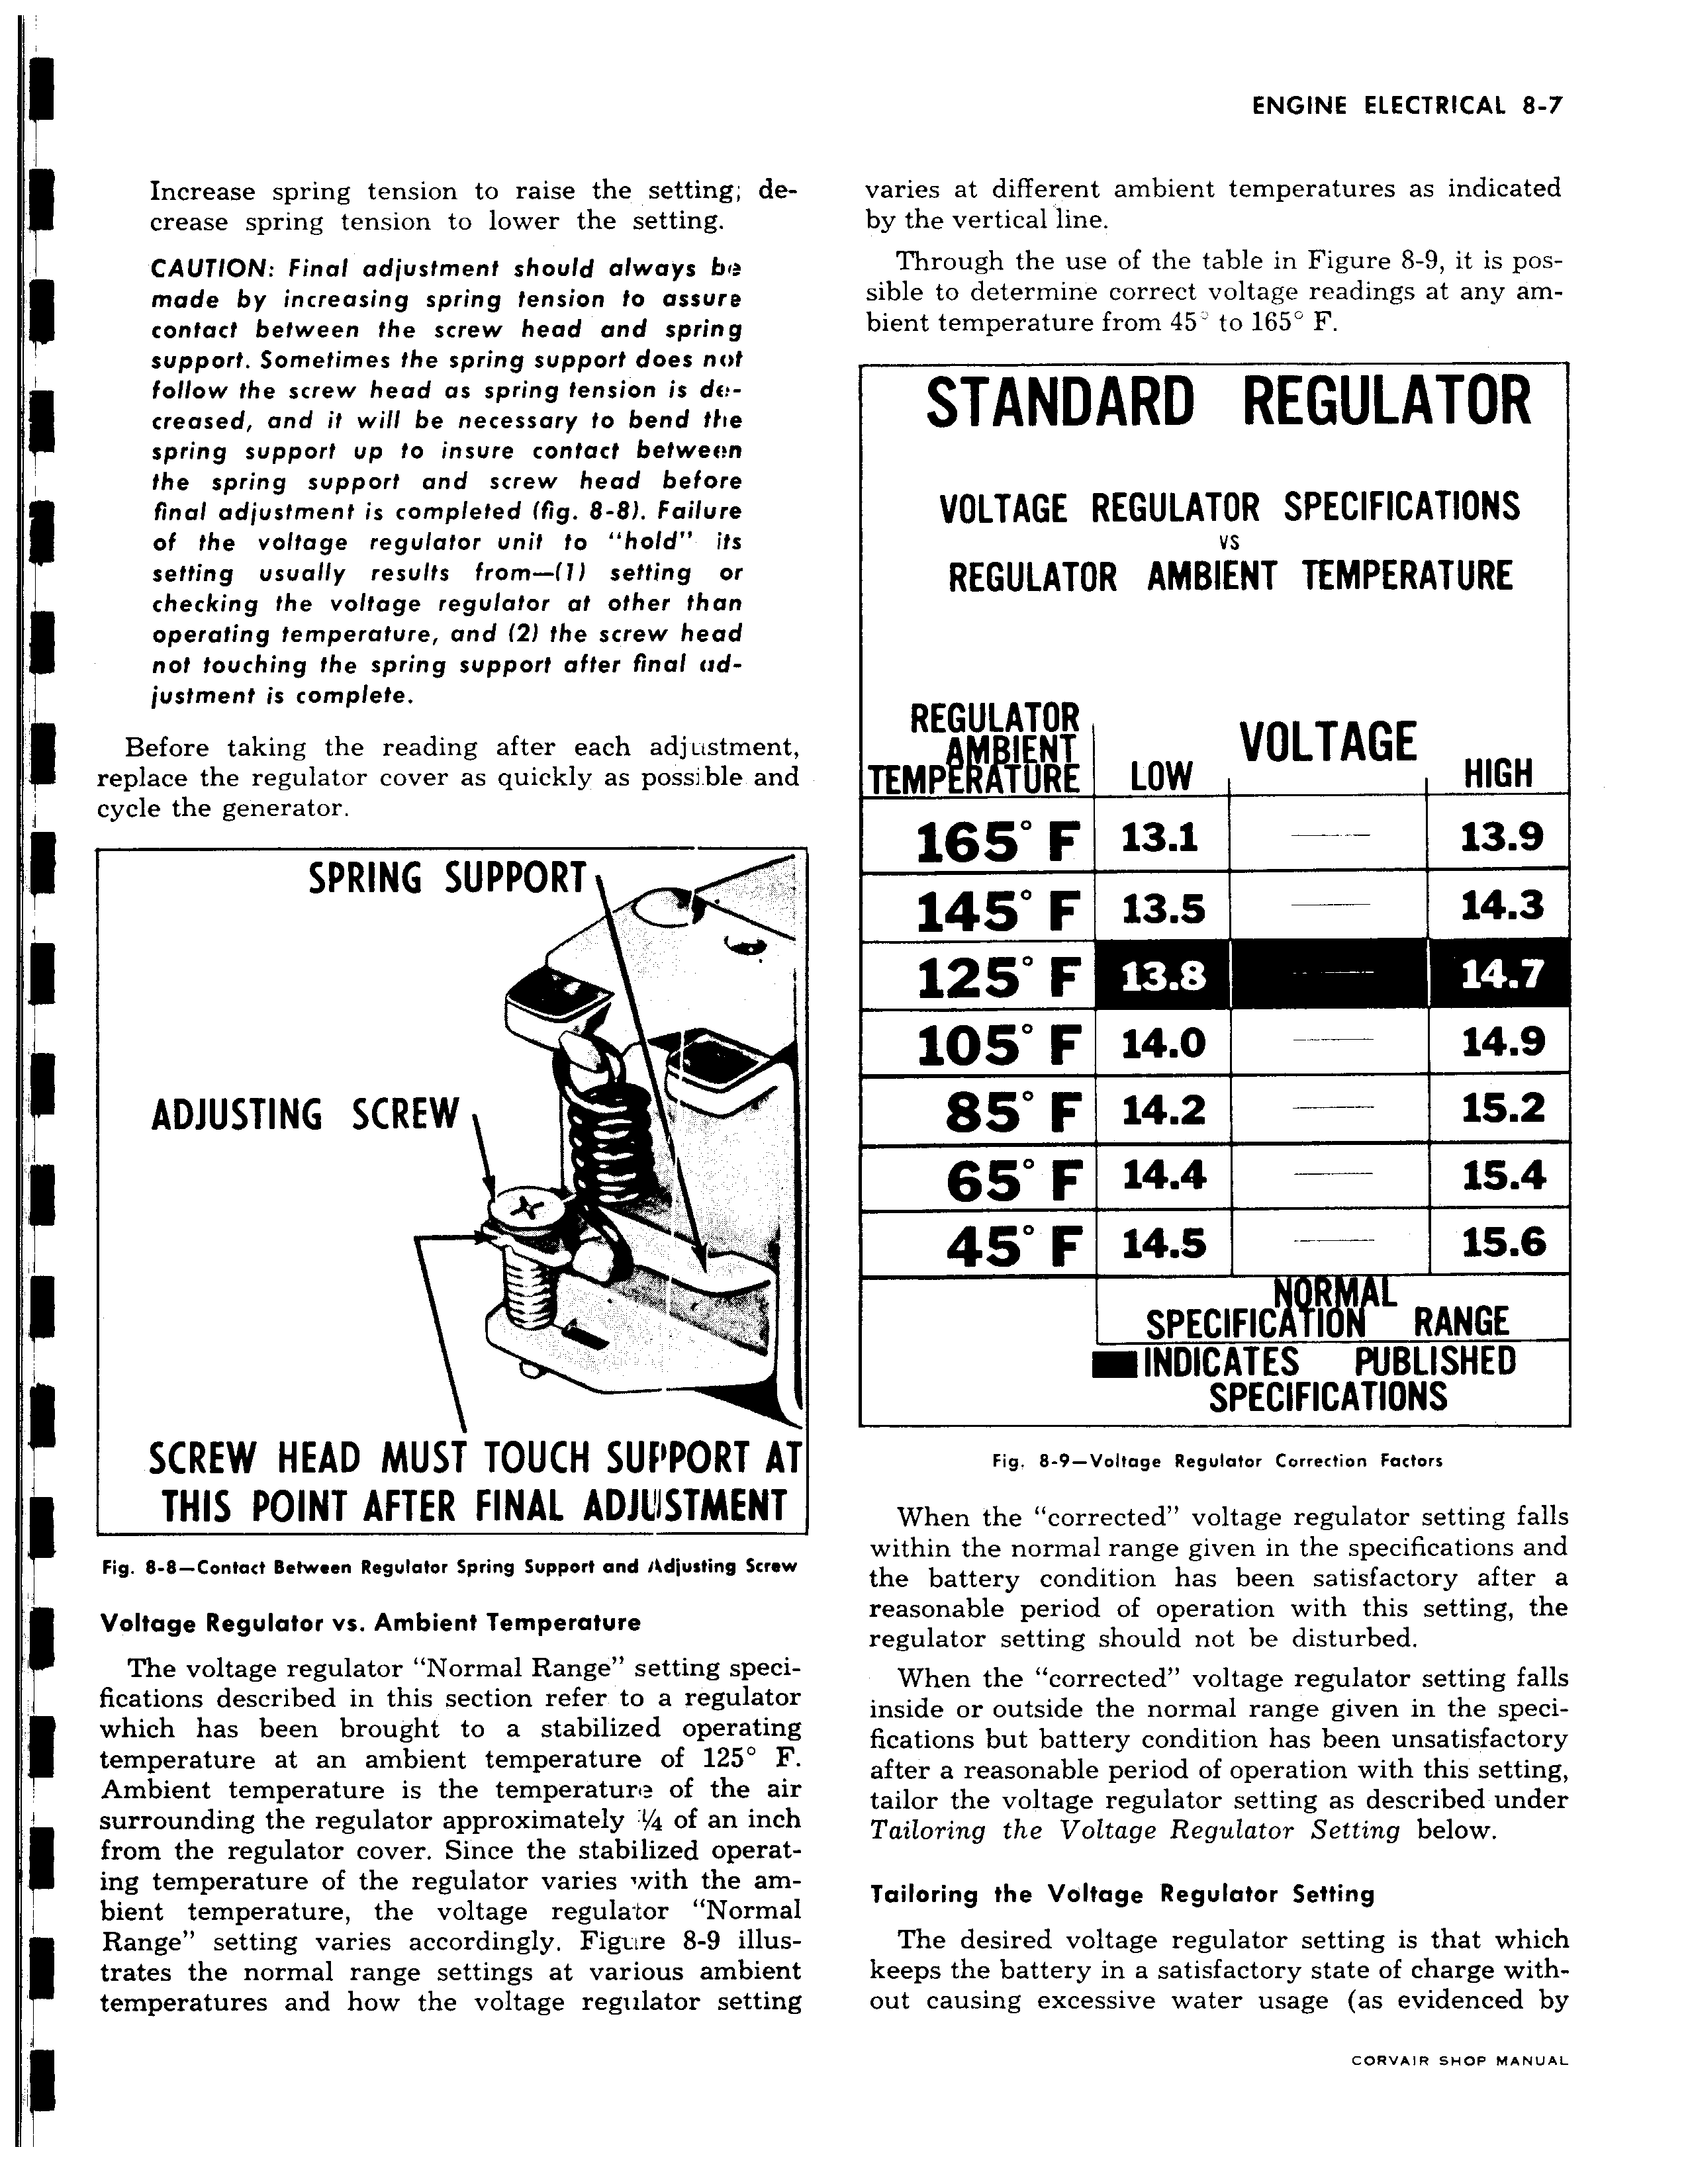 ENGINE ELECTRICAL 8-7
Increase spring tension to raise the setting; de-
crease spring tension to lower the setting.
CAUTION: Final adjustment should always be
made by increasing spring tension to assure
contact between the screw head and spring
support. Sometimes the spring support does not
follow the screw head as spring tension is de-
creased, and it will be necessary to bend the
spring support up to insure contact between
the spring support and screw head before
final adjustment is completed (fig. 8-8). Failure
of the voltage regulator unit to "hold" its
setting usually results from—(1) setting or
checking the voltage regulator at other than
operating temperature, and (2) the screw head
not touching the spring support after final ad-
justment is complete.
Before taking the reading after each adjustment,
replace the regulator cover as quickly as possible and
cycle the generator.
SPRING SUPPORT
ADJUSTING SCREW
SCREW HEAD MUST TOUCH SUPPORT AT
THIS POINT AFTER FINAL ADJUSTMENT
Fig. 8-8—Contact Between Regulator Spring Support and Adjusting Screw
Voltage Regulator vs. Ambient Temperature
The voltage regulator "Normal Range" setting speci-
fications described in this section refer to a regulator
which has been brought to a stabilized operating
temperature at an ambient temperature of 125° F.
Ambient temperature is the temperature of the air
surrounding the regulator approximately ¼ of an inch
from the regulator cover. Since the stabilized operat-
ing temperature of the regulator varies with the am-
bient temperature, the voltage regulator "Normal
Range" setting varies accordingly. Figure 8-9 illus-
trates the normal range settings at various ambient
temperatures and how the voltage regulator setting
varies at different ambient temperatures as indicated
by the vertical line.
Through the use of the table in Figure 8-9, it is pos-
sible to determine correct voltage readings at any am-
bient temperature from 45° to 165° F.
STANDARD REGULATOR
VOLTAGE REGULATOR SPECIFICATIONS
VS
REGULATOR AMBIENT TEMPERATURE
REGULATOR
AMBIENT
TEMPERATURE
VOLTAGE
LOW HIGH
165° F 13.1 — 13.9
145° F 13.5 — 14.3
125° F 13.8 — 14.7
105° F 14.0 — 14.9
85° F 14.2 — 15.2
65° F 14.4 — 15.4
45° F 14.5 — 15.6
NORMAL
SPECIFICATION RANGE
INDICATES PUBLISHED
SPECIFICATIONS
Fig. 8-9—Voltage Regulator Correction Factors
When the "corrected" voltage regulator setting falls
within the normal range given in the specifications and
the battery condition has been satisfactory after a
reasonable period of operation with this setting, the
regulator setting should not be disturbed.
When the "corrected" voltage regulator setting falls
inside or outside the normal range given in the speci-
fications but battery condition has been unsatisfactory
after a reasonable period of operation with this setting,
tailor the voltage regulator setting as described under
Tailoring the Voltage Regulator Setting below.
Tailoring the Voltage Regulator Setting
The desired voltage regulator setting is that which
keeps the battery in a satisfactory state of charge with-
out causing excessive water usage (as evidenced by
CORVAIR SHOP MANUAL